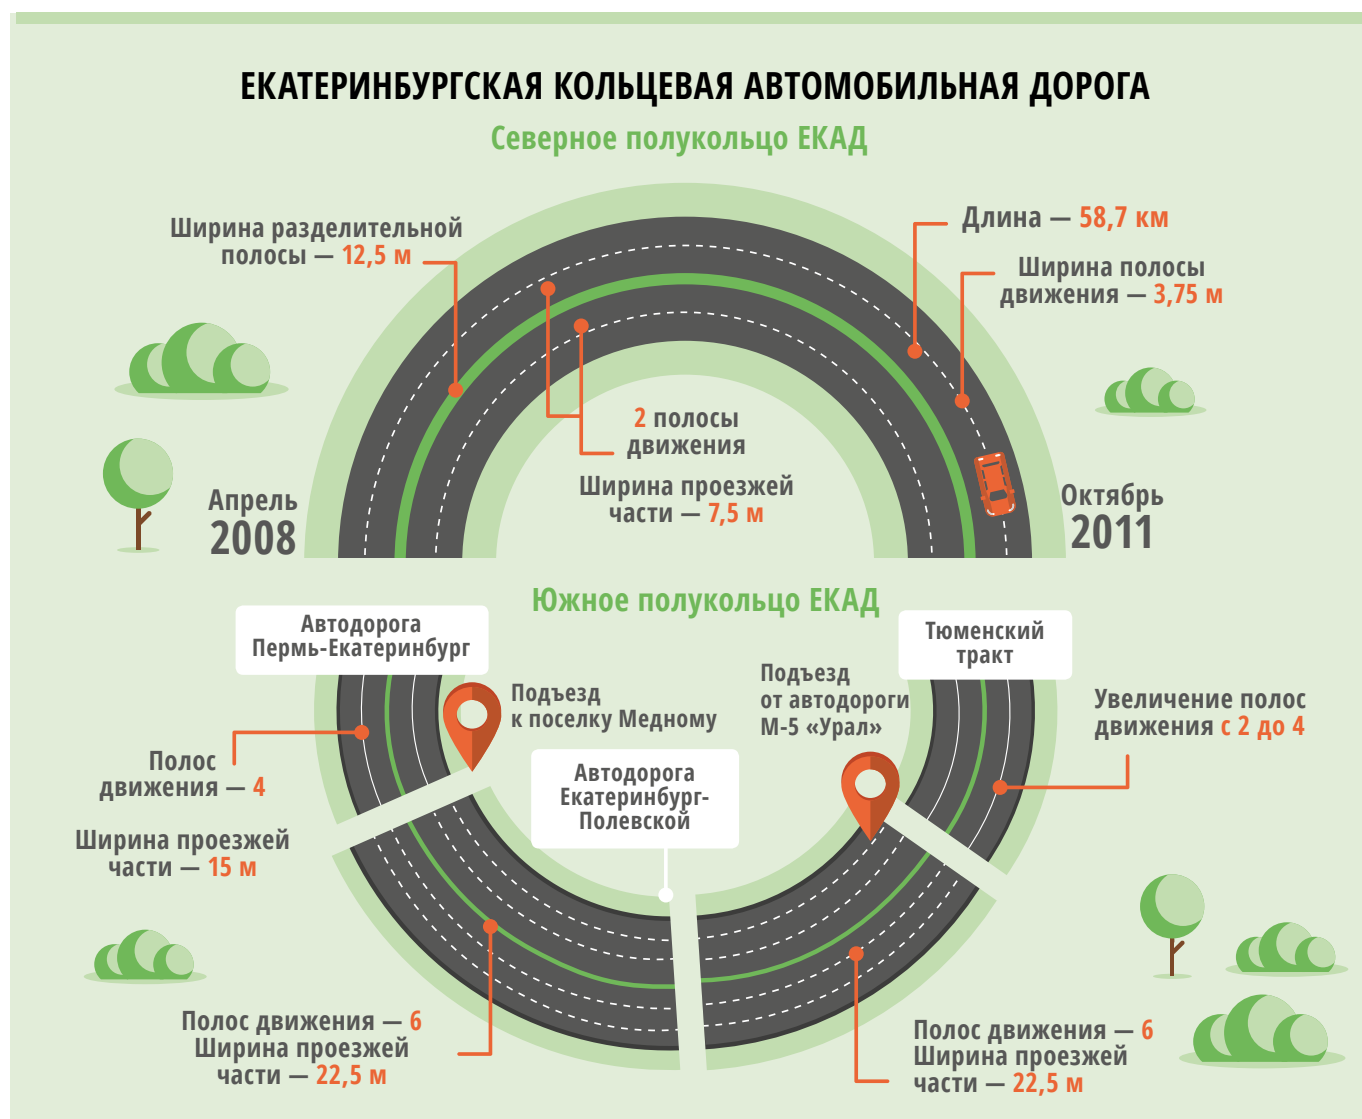 ЕКАТЕРИНБУРГСКАЯ КОЛЬЦЕВАЯ АВТОМОБИЛЬНАЯ ДОРОГА
Северное полукольцо ЕКАД
Ширина разделительной
полосы — 12,5 м
Длина — 58,7 км
Ширина полосы
движения — 3,75 м
2 полосы
движения
Ширина проезжей
части — 7,5 м
Апрель
2008
Октябрь
2011
Южное полукольцо ЕКАД
Автодорога
Пермь-Екатеринбург
Тюменский
тракт
Подъезд
к поселку Медному
Подъезд
от автодороги
М-5 «Урал»
Увеличение полос
движения с 2 до 4
Полос
движения — 4
Ширина проезжей
части — 15 м
Автодорога
Екатеринбург-
Полевской
Полос движения — 6
Ширина проезжей
части — 22,5 м
Полос движения — 6
Ширина проезжей
части — 22,5 м